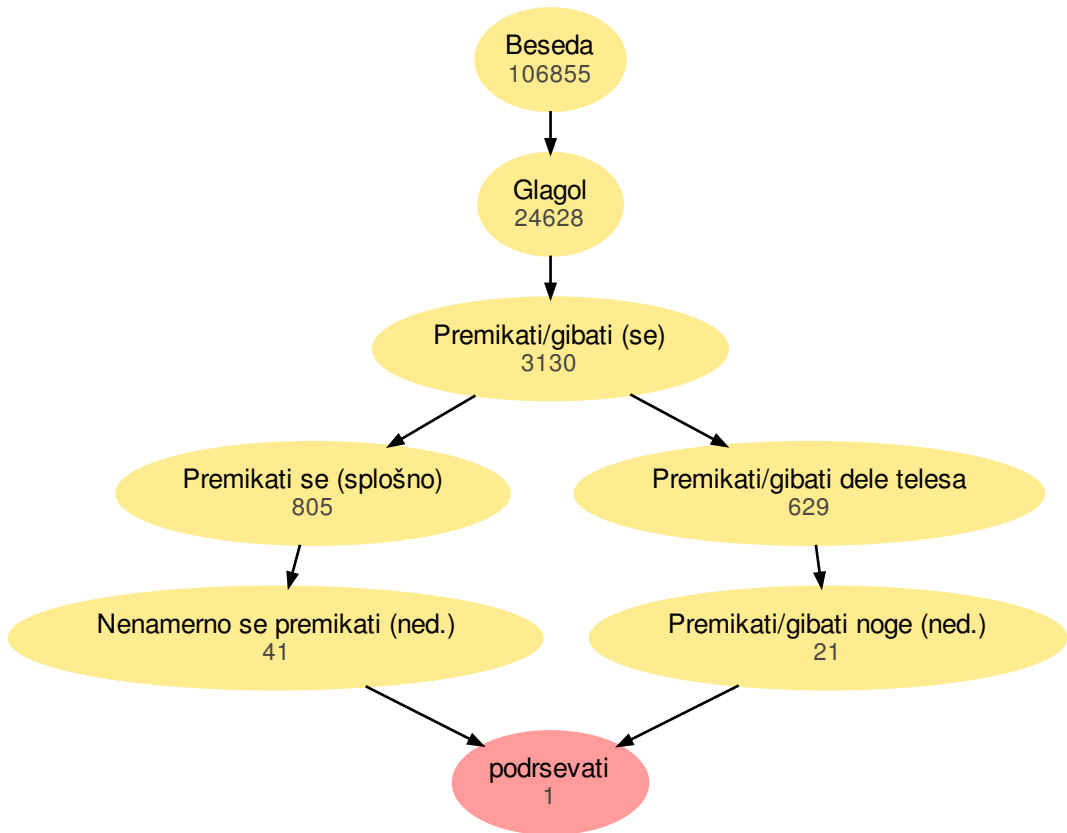 Beseda
106855
Glagol
24628
Premikati/gibati (se)
3130
Premikati se (splošno)
805
Premikati/gibati dele telesa
629
Nenamerno se premikati (ned.)
41
Premikati/gibati noge (ned.)
21
podrsevati
1